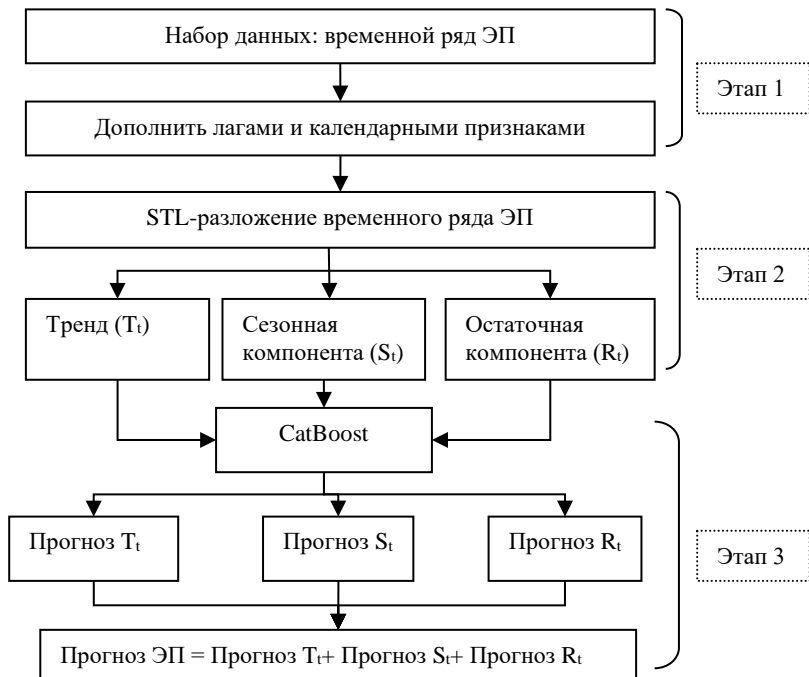 Набор данных: временной ряд ЭП
Этап 1
Дополнить лагами и календарными признаками
STL-разложение временного ряда ЭП
Этап 2
Тренд (Tt)
Сезонная
компонента (St)
Остаточная
компонента (Rt)
CatBoost
Прогноз Tt
Прогноз St
Прогноз Rt
Этап 3
Прогноз ЭП = Прогноз Tt+ Прогноз St+ Прогноз Rt